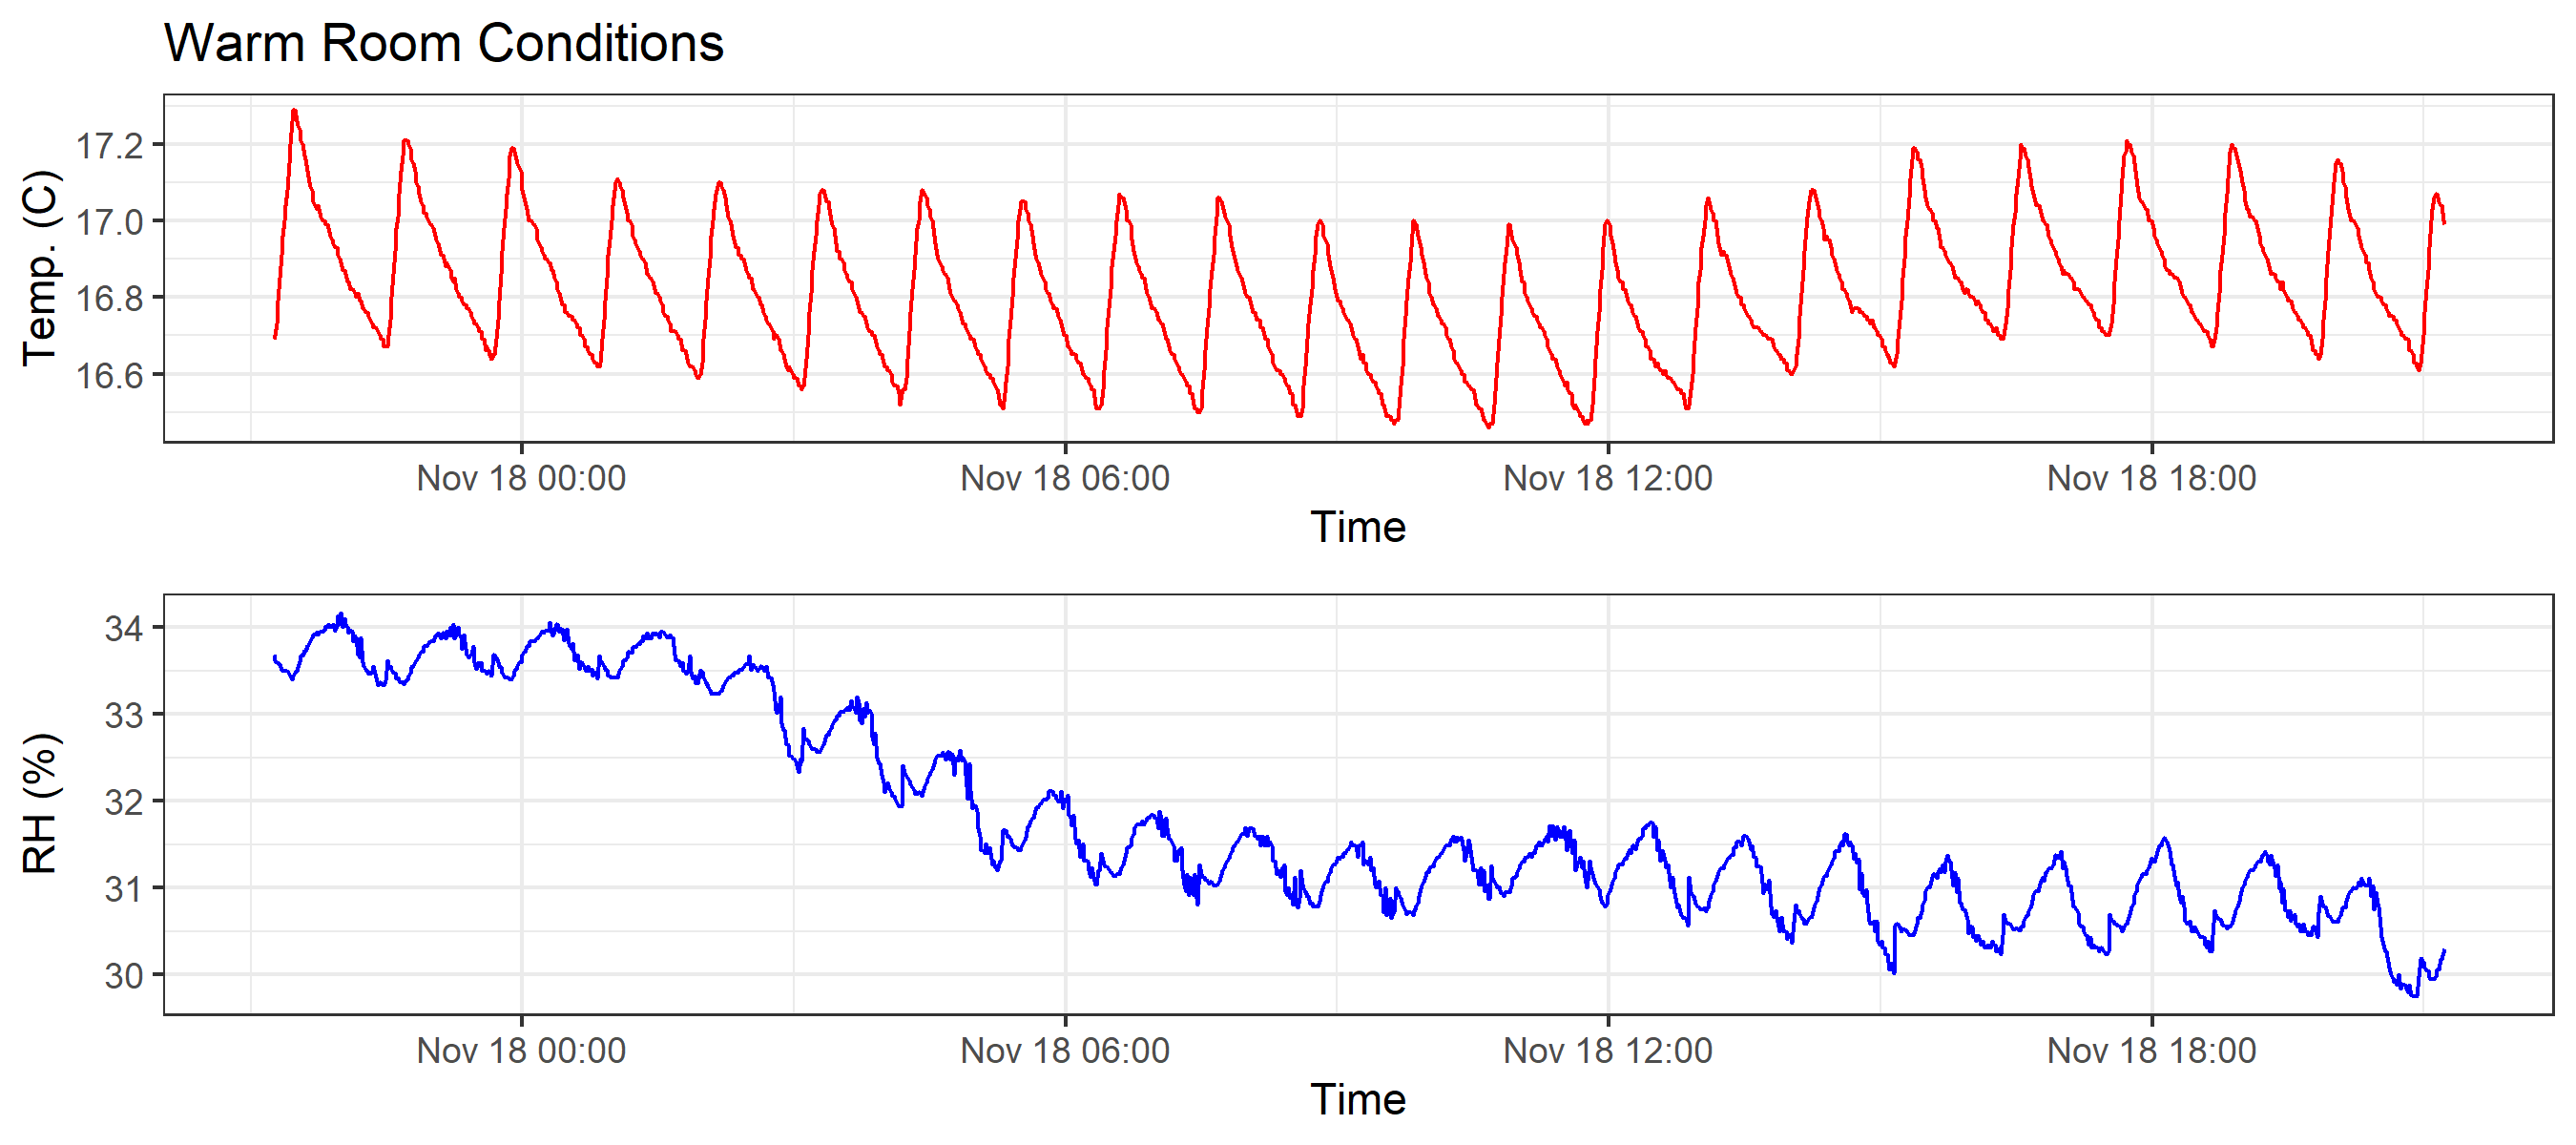 Warm Room Conditions
Temp. (C)
17.2
17.0
16.8
16.6
Nov 18 00:00 Nov 18 06:00 Nov 18 12:00 Nov 18 18:00
Time
RH (%)
34
33
32
31
30
Nov 18 00:00 Nov 18 06:00 Nov 18 12:00 Nov 18 18:00
Time